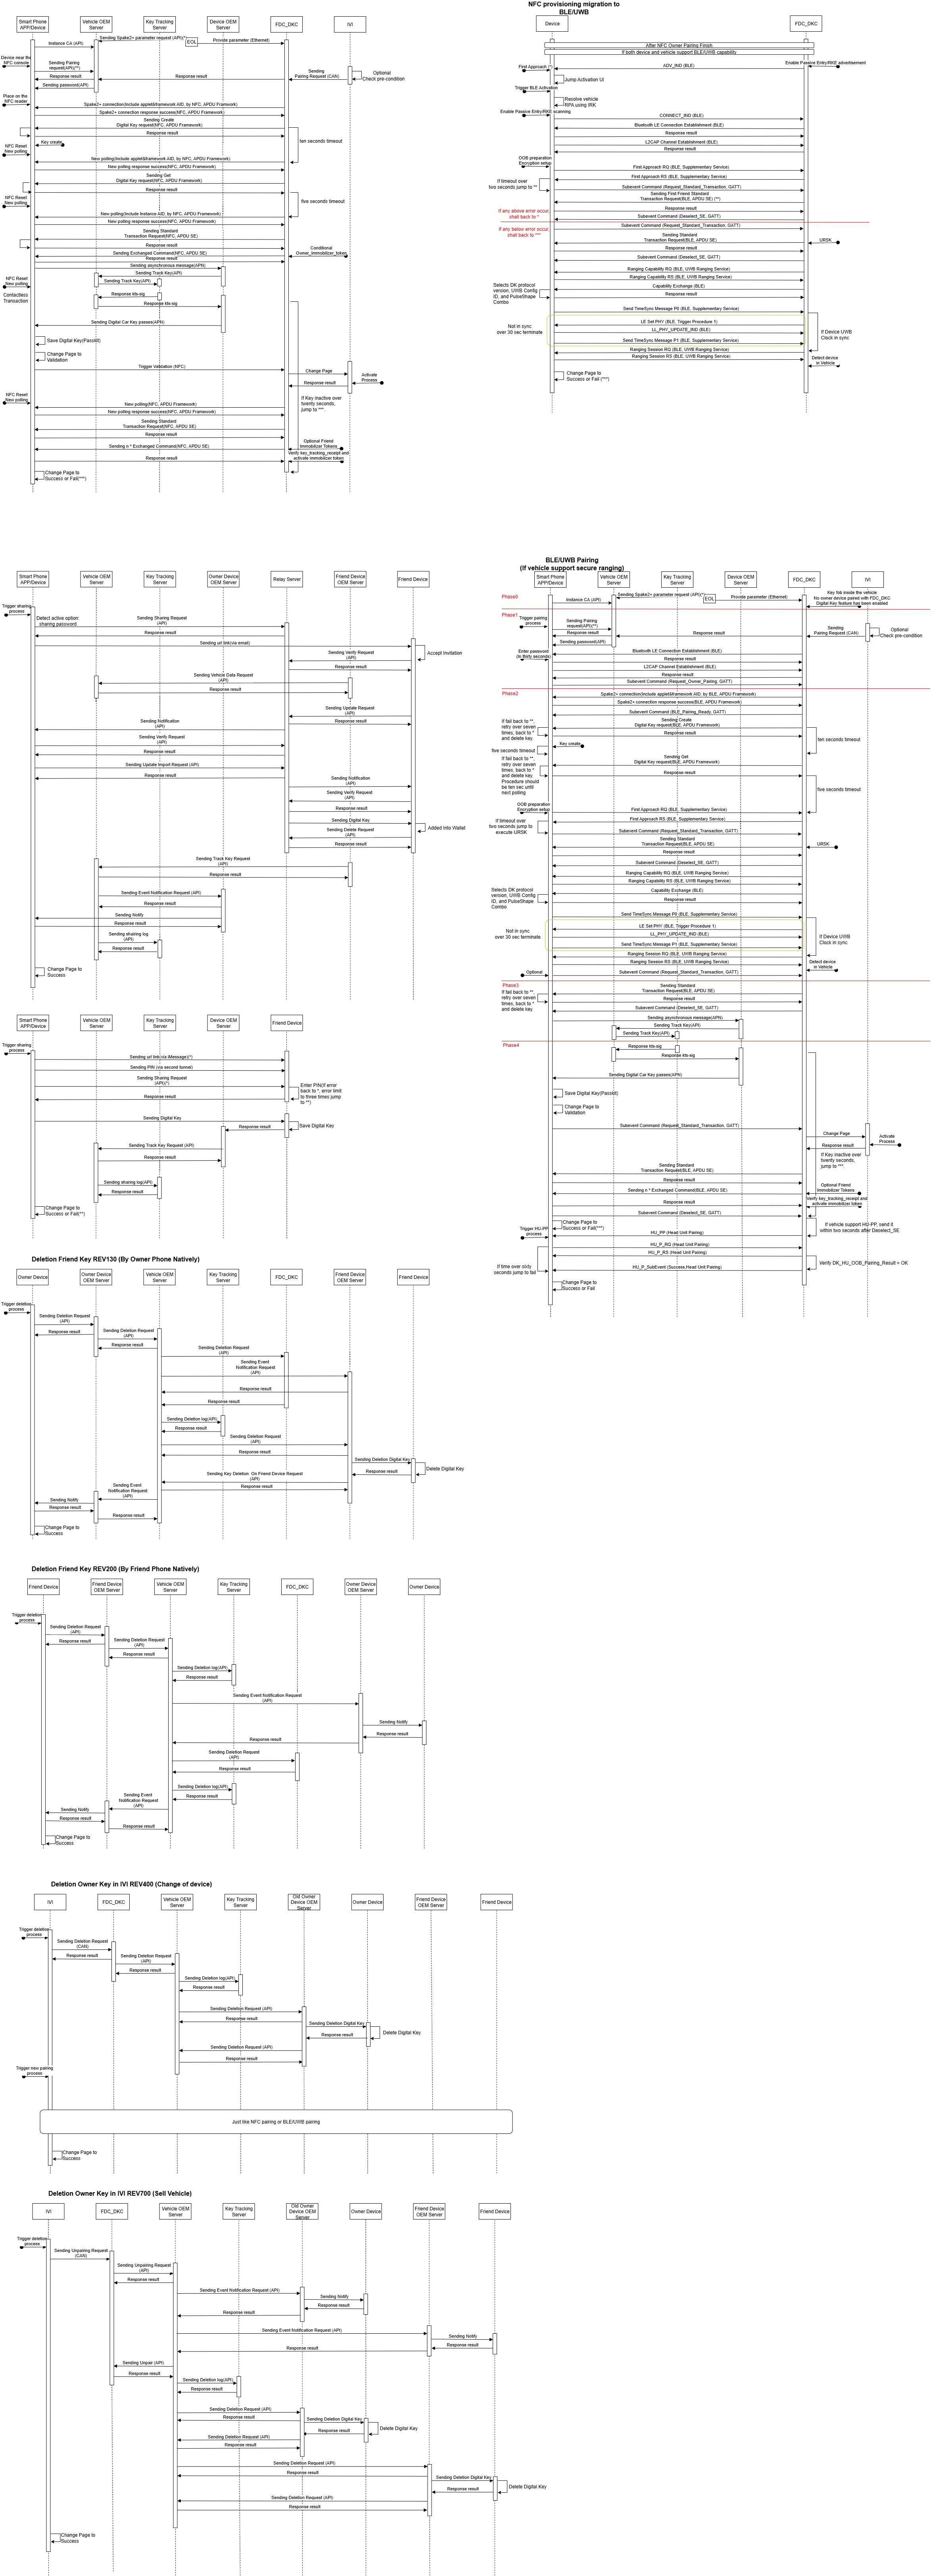 Smart Phone
APP/Device
Vehicle OEM
Server
Key Tracking
Server
Device OEM
Server
FDC_DKC
IVI
Sending Spake2+ parameter request (API)(*)
EOL
Provide parameter (Ethernet)
Instance CA (API)
Device near the
NFC console
Sending Pairing
request(API)(**)
Sending
Pairing Request (CAN)
Optional
Check pre-condition
Response result
Response result
Sending password(API)
Place on the
NFC reader
Spake2+ connection(Include applet&framework AID, by NFC, APDU Framwork)
Spake2+ connection response success(NFC, APDU Framework)
Sending Create
Digital Key request(NFC, APDU Framework)
Response result
Key create
ten seconds timeout
NFC Reset
New polling
New polling(Include applet&framework AID, by NFC, APDU Framework)
New polling response success(NFC, APDU Framework)
Sending Get
Digital Key request(NFC, APDU Framework)
Response result
five seconds timeout
NFC Reset
New polling
New polling(Include Instance AID, by NFC, APDU Framework)
New polling response success(NFC, APDU Framework)
Sending Standard
Transaction Request(NFC, APDU SE)
Response result
Sending Exchanged Command(NFC, APDU SE)
Conditional
Owner_immobilizer_token
Response result
Sending asynchronous message(APN)
Sending Track Key(API)
Sending Track Key(API)
NFC Reset
New polling
Contactless
Transaction
Response kts-sig
Response kts-sig
Sending Digital Car Key passes(APN)
Save Digital Key(Passkit)
Change Page to
Validation
Trigger Validation (NFC)
Change Page
Response result
Activate
Process
If Key inactive over
twenty seconds,
jump to ***.
NFC Reset
New polling
New polling(NFC, APDU Framework)
New polling response success(NFC, APDU Framework)
Sending Standard
Transaction Request(NFC, APDU SE)
Response result
Sending n * Exchanged Command(NFC, APDU SE)
Optional Friend
Immobilizer Tokens
Response result
Verify key_tracking_receipt and
activate immobilizer token
Change Page to
Success or Fail(***)
NFC provisioning migration to
BLE/UWB
Device
FDC_DKC
After NFC Owner Pairing Finish
If both device and vehicle support BLE/UWB capability
First Approach (*)
ADV_IND (BLE)
Enable Passive Entry/RKE advertisement
Jump Activation UI
Trigger BLE Activation
Resolve vehicle
RPA using IRK
Enable Passive Entry/RKE scanning
CONNECT_IND (BLE)
Bluetooth LE Connection Establishment (BLE)
Response result
L2CAP Channel Establishment (BLE)
Response result
OOB preparation
Encryption setup
First Approach RQ (BLE, Supplementary Service)
First Approach RS (BLE, Supplementary Service)
If timeout over
two seconds jump to **
Subevent Command (Request_Standard_Transaction, GATT)
Sending First-Friend Standard
Transaction Request(BLE, APDU SE) (**)
Response result
If any above error occur,
shall back to *
Subevent Command (Deselect_SE, GATT)
If any below error occur,
shall back to ***
Subevent Command (Request_Standard_Transaction, GATT)
Sending Standard
Transaction Request(BLE, APDU SE)
URSK
Response result
Subevent Command (Deselect_SE, GATT)
Ranging Capability RQ (BLE, UWB Ranging Service)
Ranging Capability RS (BLE, UWB Ranging Service)
Capability Exchange (BLE)
Selects DK protocol
version, UWB Config
ID, and PulseShape
Combo
Response result
Send TimeSync Message P0 (BLE, Supplementary Service)
Not in sync
over 30 sec terminate
LE Set PHY (BLE, Trigger Procedure 1)
LL_PHY_UPDATE_IND (BLE)
If Device UWB
Clock in sync
Send TimeSync Message P1 (BLE, Supplementary Service)
Ranging Session RQ (BLE, UWB Ranging Service)
Ranging Session RS (BLE, UWB Ranging Service)
Detect device
in Vehicle
Change Page to
Success or Fail (***)
Smart Phone
APP/Device
Vehicle OEM
Server
Key Tracking
Server
Owner Device
OEM Server
Relay Server
Friend Device
OEM Server
Friend Device
Trigger sharing
process
Detect active option:
sharing password
Sending Sharing Request
(API)
Response result
Sending url link(via email)
Sending Verify Request
(API)
Accept Invitation
Response result
Sending Vehicle Data Request
(API)
Response result
Sending Update Request
(API)
Response result
Sending Notification
(API)
Sending Verify Request
(API)
Response result
Sending Update Import Request (API)
Response result
Sending Notification
(API)
Sending Verify Request
(API)
Response result
Sending Digital Key
Added Into Wallet
Sending Delete Request
(API)
Response result
Sending Track Key Request
(API)
Response result
Sending Event Notification Request (API)
Response result
Sending Notify
Response result
Sending sharing log
(API)
Response result
Change Page to
Success
Smart Phone
APP/Device
Vehicle OEM
Server
Key Tracking
Server
Device OEM
Server
Friend Device
Trigger sharing
process
Sending url link via iMessage)(*)
Sending PIN (via second tunnel)
Sending Sharing Request
(API)(*)
Response result
Enter PIN(If error
back to *, error limit
to three times jump
to **)
Sending Digital Key
Response result
Save Digital Key
Sending Track Key Request (API)
Response result
Sending sharing log(API)
Response result
Change Page to
Success or Fail(**)
BLE/UWB Pairing
(If vehicle support secure ranging)
Smart Phone
APP/Device
Vehicle OEM
Server
Key Tracking
Server
Device OEM
Server
FDC_DKC
IVI
Phase0
Sending Spake2+ parameter request (API)(*)
EOL
Provide parameter (Ethernet)
Instance CA (API)
Key fob inside the vehicle
No owner device paired with FDC_DKC
Digital Key feature has been enabled
Phase1
Trigger pairing
process
Sending Pairing
request(API)(**)
Sending
Pairing Request (CAN)
Optional
Check pre-condition
Response result
Response result
Sending password(API)
Enter password
(In thirty seconds)
Bluetooth LE Connection Establishment (BLE)
Response result
L2CAP Channel Establishment (BLE)
Response result
Subevent Command (Request_Owner_Pairing, GATT)
Phase2
Spake2+ connection(Include applet&framework AID, by BLE, APDU Framework)
Spake2+ connection response success(BLE, APDU Framework)
Subevent Command (BLE_Pairing_Ready, GATT)
If fail back to **,
retry over seven
times, back to *
and delete key.
Sending Create
Digital Key request(BLE, APDU Framework)
Response result
ten seconds timeout
Key create
five seconds timeout
If fail back to **,
retry over seven
times, back to *
and delete key.
Procedure should
be ten sec until
next polling
Sending Get
Digital Key request(BLE, APDU Framework)
Response result
five seconds timeout
OOB preparation
Encryption setup
First Approach RQ (BLE, Supplementary Service)
First Approach RS (BLE, Supplementary Service)
If timeout over
two seconds jump to
execute URSK
Subevent Command (Request_Standard_Transaction, GATT)
Sending Standard
Transaction Request(BLE, APDU SE)
URSK
Response result
Subevent Command (Deselect_SE, GATT)
Ranging Capability RQ (BLE, UWB Ranging Service)
Ranging Capability RS (BLE, UWB Ranging Service)
Selects DK protocol
version, UWB Config
ID, and PulseShape
Combo
Capability Exchange (BLE)
Response result
Send TimeSync Message P0 (BLE, Supplementary Service)
Not in sync
over 30 sec terminate
LE Set PHY (BLE, Trigger Procedure 1)
LL_PHY_UPDATE_IND (BLE)
If Device UWB
Clock in sync
Send TimeSync Message P1 (BLE, Supplementary Service)
Ranging Session RQ (BLE, UWB Ranging Service)
Ranging Session RS (BLE, UWB Ranging Service)
Detect device
in Vehicle
Optional
Subevent Command (Request_Standard_Transaction, GATT)
Phase3
If fail back to **,
retry over seven
times, back to *
and delete key.
Sending Standard
Transaction Request(BLE, APDU SE)
Response result
Subevent Command (Deselect_SE, GATT)
Sending asynchronous message(APN)
Sending Track Key(API)
Sending Track Key(API)
Phase4
Response kts-sig
Response kts-sig
Sending Digital Car Key passes(APN)
Save Digital Key(Passkit)
Change Page to
Validation
Subevent Command (Request_Standard_Transaction, GATT)
Change Page
Response result
Activate
Process
If Key inactive over
twenty seconds,
jump to ***.
Sending Standard
Transaction Request(BLE, APDU SE)
Response result
Sending n * Exchanged Command(BLE, APDU SE)
Optional Friend
Immobilizer Tokens
Response result
Verify key_tracking_receipt and
activate immobilizer token
Subevent Command (Deselect_SE, GATT)
Change Page to
Success or Fail(***)
If vehicle support HU-PP, send it
within two seconds after Deselect_SE
Trigger HU-PP
process
HU_PP (Head Unit Pairing)
HU_P_RQ (Head Unit Pairing)
HU_P_RS (Head Unit Pairing)
If time over sixty
seconds jump to fail
Verify DK_HU_OOB_Pairing_Result = OK
HU_P_SubEvent (Success,Head Unit Pairing)
Change Page to
Success or Fail
Deletion Friend Key REV130 (By Owner Phone Natively)
Owner Device
Owner Device
OEM Server
Vehicle OEM
Server
Key Tracking
Server
FDC_DKC
Friend Device
OEM Server
Friend Device
Trigger deletion
process
Sending Deletion Request
(API)
Response result
Sending Deletion Request
(API)
Response result
Sending Deletion Request
(API)
Sending Event
Notification Request
(API)
Response result
Response result
Sending Deletion log(API)
Response result
Sending Deletion Request
(API)
Response result
Sending Deletion Digital Key
Response result
Delete Digital Key
Sending Key Deletion On Friend Device Request
(API)
Response result
Sending Event
Notification Request
(API)
Sending Notify
Response result
Response result
Change Page to
Success
Deletion Friend Key REV200 (By Friend Phone Natively)
Friend Device
Friend Device
OEM Server
Vehicle OEM
Server
Key Tracking
Server
FDC_DKC
Owner Device
OEM Server
Owner Device
Trigger deletion
process
Sending Deletion Request
(API)
Response result
Sending Deletion Request
(API)
Response result
Sending Deletion log(API)
Response result
Sending Event Notification Request
(API)
Sending Notify
Response result
Response result
Sending Deletion Request
(API)
Response result
Sending Deletion log(API)
Response result
Sending Event
Notification Request
(API)
Sending Notify
Response result
Response result
Change Page to
Success
Deletion Owner Key in IVI REV400 (Change of device)
IVI
FDC_DKC
Vehicle OEM
Server
Key Tracking
Server
Old Owner
Device OEM
Server
Owner Device
Friend Device
OEM Server
Friend Device
Trigger deletion
process
Sending Deletion Request
(CAN)
Response result
Sending Deletion Request
(API)
Response result
Sending Deletion log(API)
Response result
Sending Deletion Request (API)
Response result
Sending Deletion Digital Key
Response result
Delete Digital Key
Sending Deletion Request (API)
Response result
Trigger new pairing
process
Just like NFC pairing or BLE/UWB pairing
Change Page to
Success
Deletion Owner Key in IVI REV700 (Sell Vehicle)
IVI
FDC_DKC
Vehicle OEM
Server
Key Tracking
Server
Old Owner
Device OEM
Server
Owner Device
Friend Device
OEM Server
Friend Device
Trigger deletion
process
Sending Unpairing Request
(CAN)
Sending Unpairing Request
(API)
Response result
Sending Event Notification Request (API)
Sending Notify
Response result
Response result
Sending Event Notification Request (API)
Sending Notify
Response result
Response result
Sending Unpair (API)
Response result
Sending Deletion log(API)
Response result
Sending Deletion Request (API)
Response result
Sending Deletion Digital Key
Response result
Delete Digital Key
Sending Deletion Request (API)
Response result
Sending Deletion Request (API)
Response result
Sending Deletion Digital Key
Response result
Delete Digital Key
Sending Deletion Request (API)
Response result
Change Page to
Success